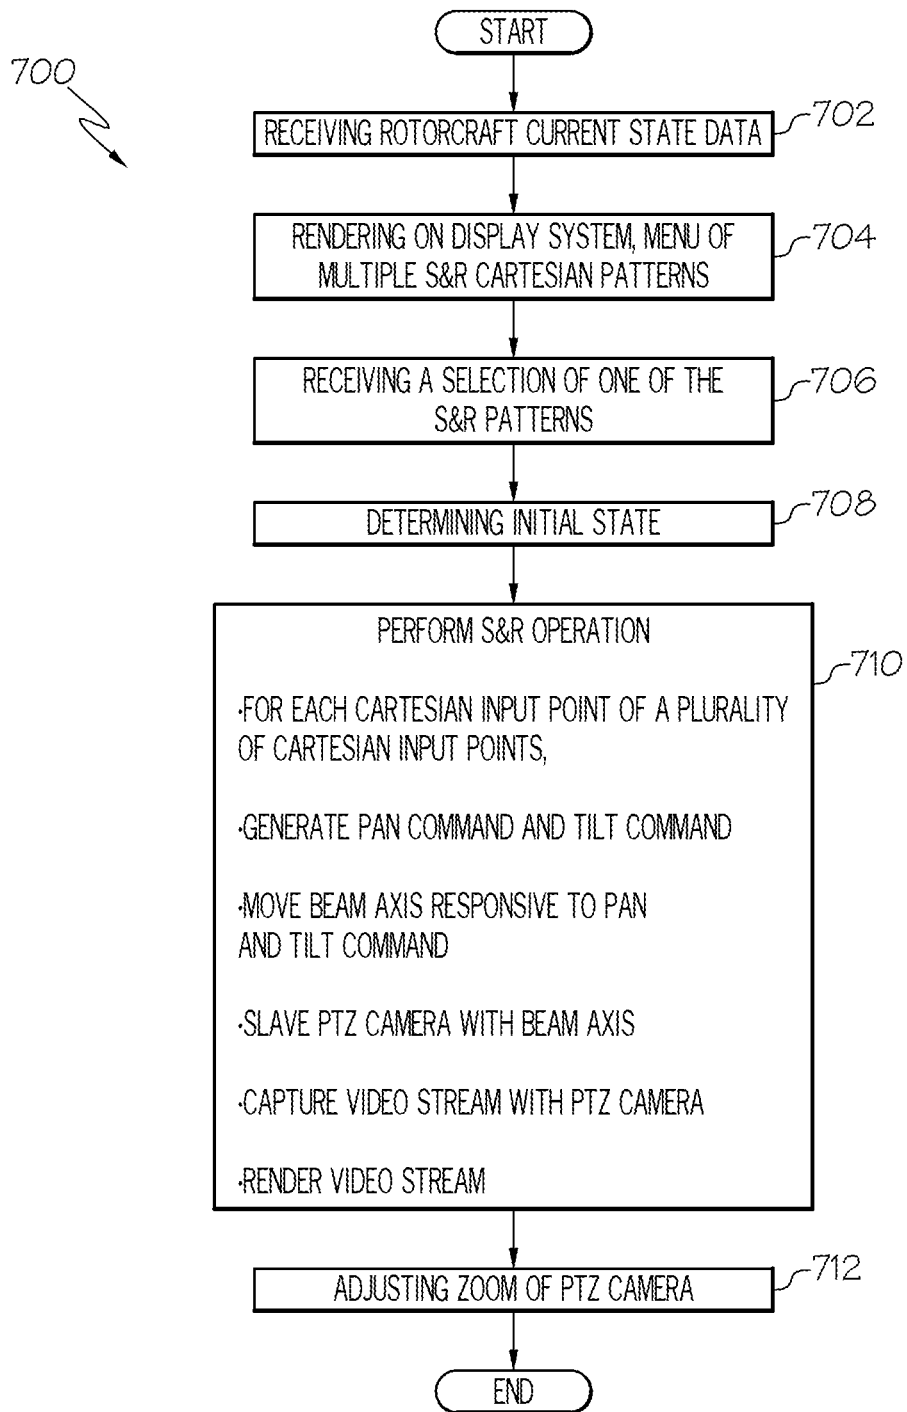 START
700
RECEIVING ROTORCRAFT CURRENT STATE DATA
702
RENDERING ON DISPLAY SYSTEM, MENU OF
MULTIPLE S&R CARTESIAN PATTERNS
704
RECEIVING A SELECTION OF ONE OF THE
S&R PATTERNS
706
DETERMINING INITIAL STATE
708
PERFORM S&R OPERATION
710
·FOR EACH CARTESIAN INPUT POINT OF A PLURALITY
OF CARTESIAN INPUT POINTS,
·GENERATE PAN COMMAND AND TILT COMMAND
·MOVE BEAM AXIS RESPONSIVE TO PAN
AND TILT COMMAND
·SLAVE PTZ CAMERA WITH BEAM AXIS
·CAPTURE VIDEO STREAM WITH PTZ CAMERA
·RENDER VIDEO STREAM
ADJUSTING ZOOM OF PTZ CAMERA
712
END